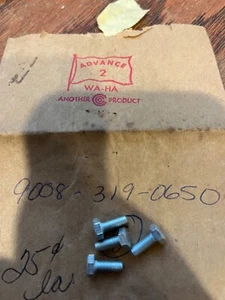 ADVANCE
2
WA-HA
ANOTHER PRODUCT
9008-319-0650
25¢